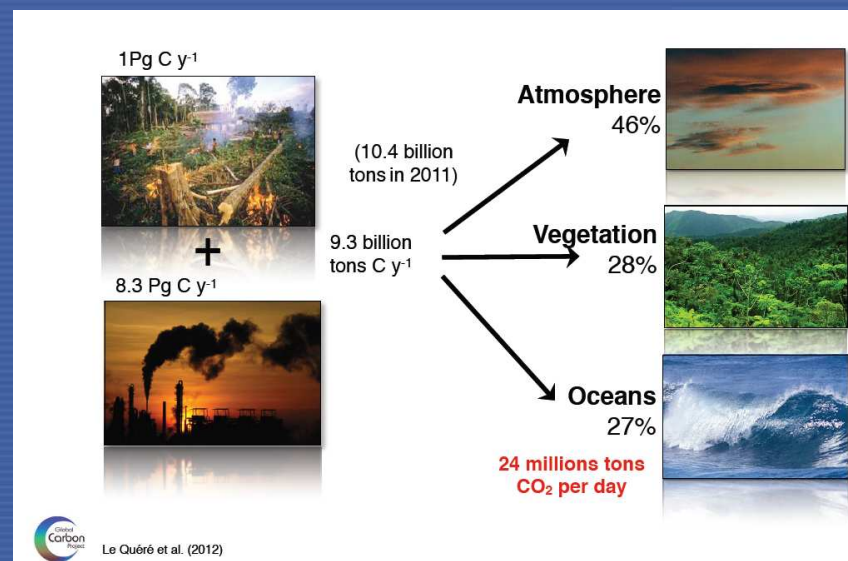 1Pg C y-1
+
8.3 Pg C y-1
(10.4 billion
tons in 2011)
9.3 billion
tons C y-1
Atmosphere
46%
Vegetation
28%
Oceans
27%
24 millions tons
CO₂ per day
Global
Carbon
Project
Le Quéré et al. (2012)